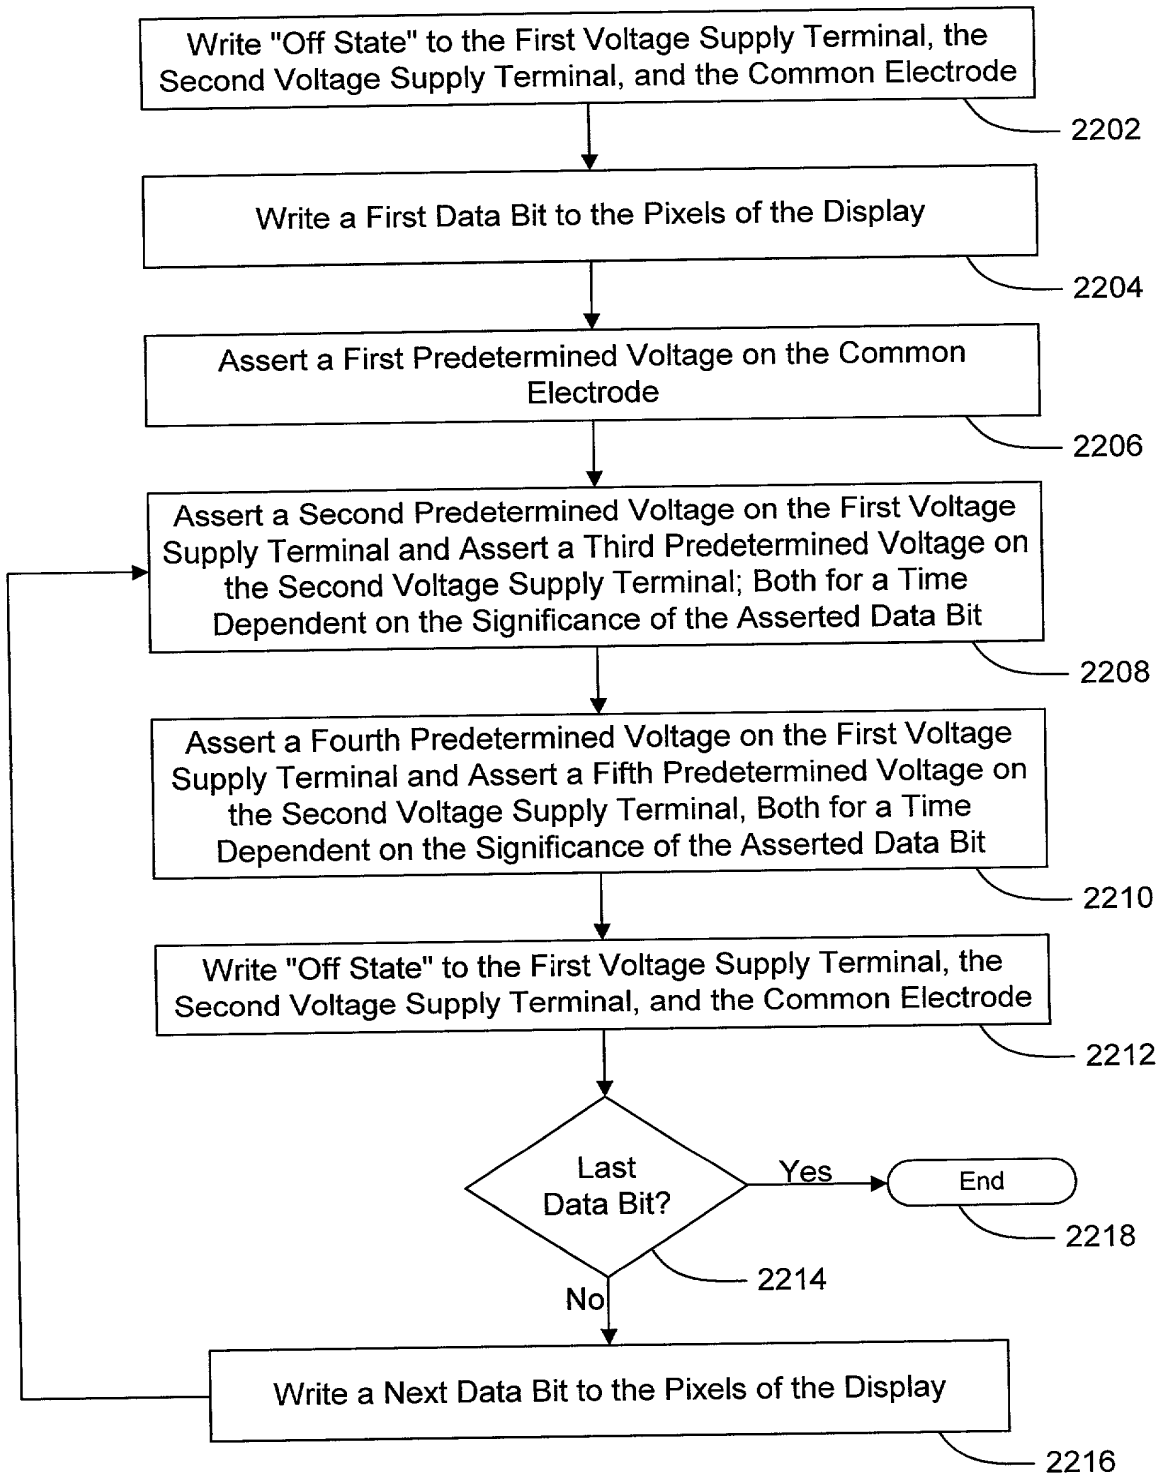 Write "Off State" to the First Voltage Supply Terminal, the
Second Voltage Supply Terminal, and the Common Electrode
2202
Write a First Data Bit to the Pixels of the Display
2204
Assert a First Predetermined Voltage on the Common
Electrode
2206
Assert a Second Predetermined Voltage on the First Voltage
Supply Terminal and Assert a Third Predetermined Voltage on
the Second Voltage Supply Terminal; Both for a Time
Dependent on the Significance of the Asserted Data Bit
2208
Assert a Fourth Predetermined Voltage on the First Voltage
Supply Terminal and Assert a Fifth Predetermined Voltage on
the Second Voltage Supply Terminal, Both for a Time
Dependent on the Significance of the Asserted Data Bit
2210
Write "Off State" to the First Voltage Supply Terminal, the
Second Voltage Supply Terminal, and the Common Electrode
2212
Last
Data Bit?
Yes
End
2218
2214
No
Write a Next Data Bit to the Pixels of the Display
2216